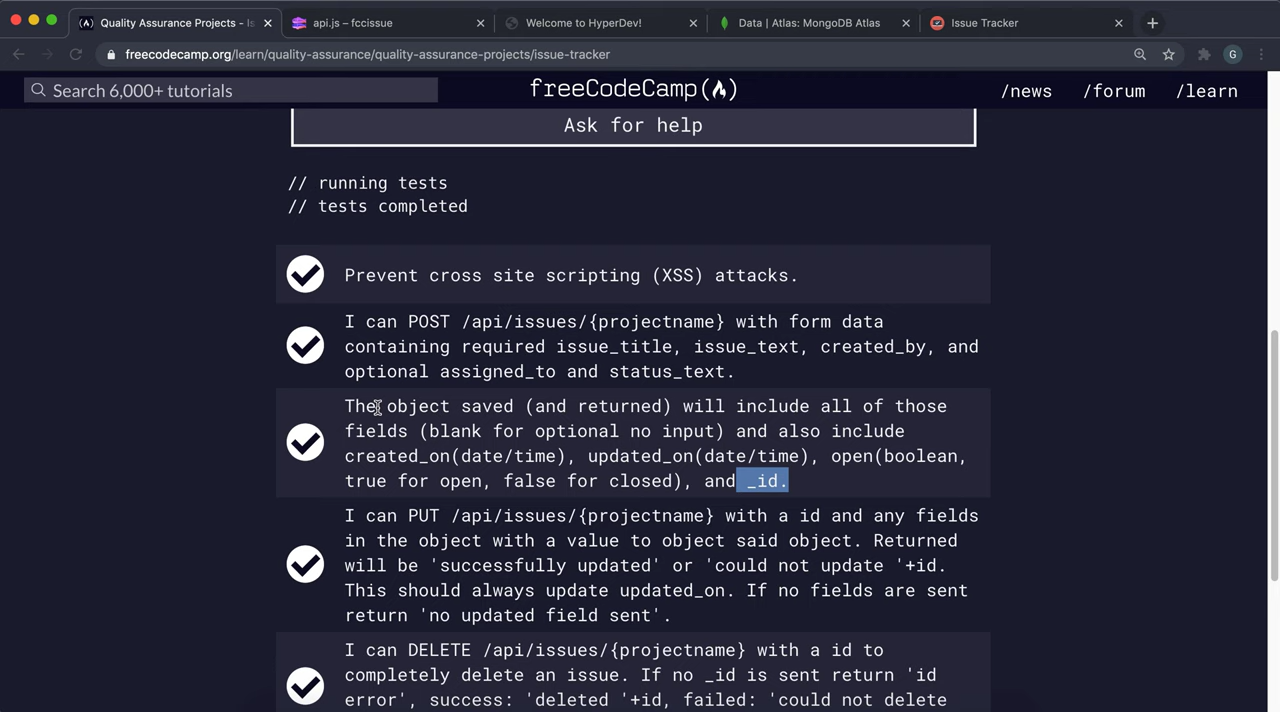 Quality Assurance Projects - Is
api.js – fccissue
Welcome to HyperDev!
Data | Atlas: MongoDB Atlas
Issue Tracker
freecodecamp.org/learn/quality-assurance/quality-assurance-projects/issue-tracker
G
Search 6,000+ tutorials
freeCodeCamp
/news
/forum
/learn
Ask for help
// running tests
// tests completed
Prevent cross site scripting (XSS) attacks.
I can POST /api/issues/{projectname} with form data
containing required issue_title, issue_text, created_by, and
optional assigned_to and status_text.
The object saved (and returned) will include all of those
fields (blank for optional no input) and also include
created_on(date/time), updated_on(date/time), open(boolean,
true for open, false for closed), and _id.
I can PUT /api/issues/{projectname} with a id and any fields
in the object with a value to object said object. Returned
will be 'successfully updated' or 'could not update '+id.
This should always update updated_on. If no fields are sent
return 'no updated field sent'.
I can DELETE /api/issues/{projectname} with a id to
completely delete an issue. If no _id is sent return 'id
error', success: 'deleted '+id, failed: 'could not delete